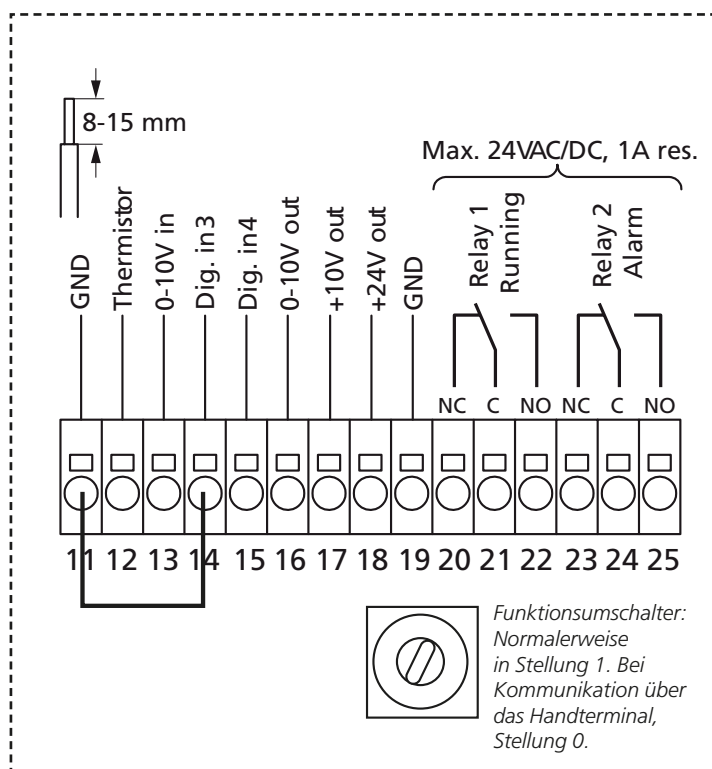 8-15 mm
Max. 24VAC/DC, 1A res.
GND
Thermistor
0-10V in
Dig. in3
Dig. in4
0-10V out
+10V out
+24V out
GND
Relay 1
Running
Relay 2
Alarm
NC C NO NC C NO
11 12 13 14 15 16 17 18 19 20 21 22 23 24 25
Funktionsumschalter:
Normalerweise
in Stellung 1. Bei
Kommunikation über
das Handterminal,
Stellung 0.